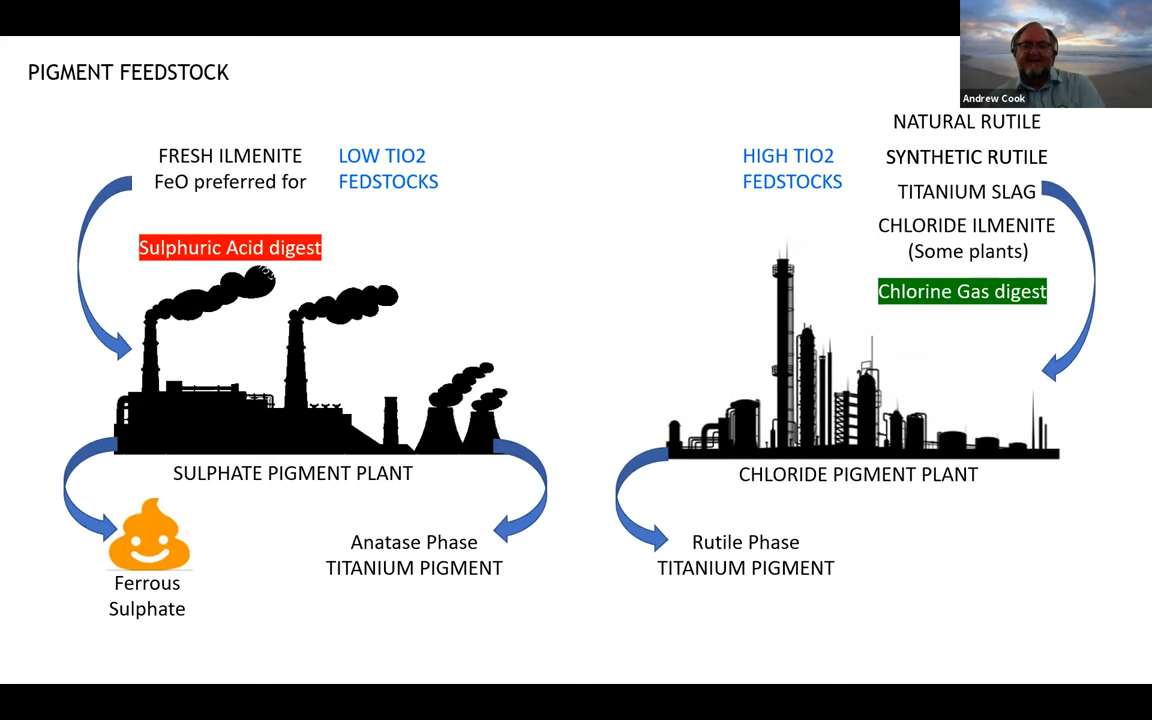 PIGMENT FEEDSTOCK
Andrew Cook
FRESH ILMENITE
FeO preferred for
LOW TIO2
FEDSTOCKS
Sulphuric Acid digest
SULPHATE PIGMENT PLANT
Ferrous
Sulphate
Anatase Phase
TITANIUM PIGMENT
HIGH TIO2
FEDSTOCKS
NATURAL RUTILE
SYNTHETIC RUTILE
TITANIUM SLAG
CHLORIDE ILMENITE
(Some plants)
Chlorine Gas digest
CHLORIDE PIGMENT PLANT
Rutile Phase
TITANIUM PIGMENT